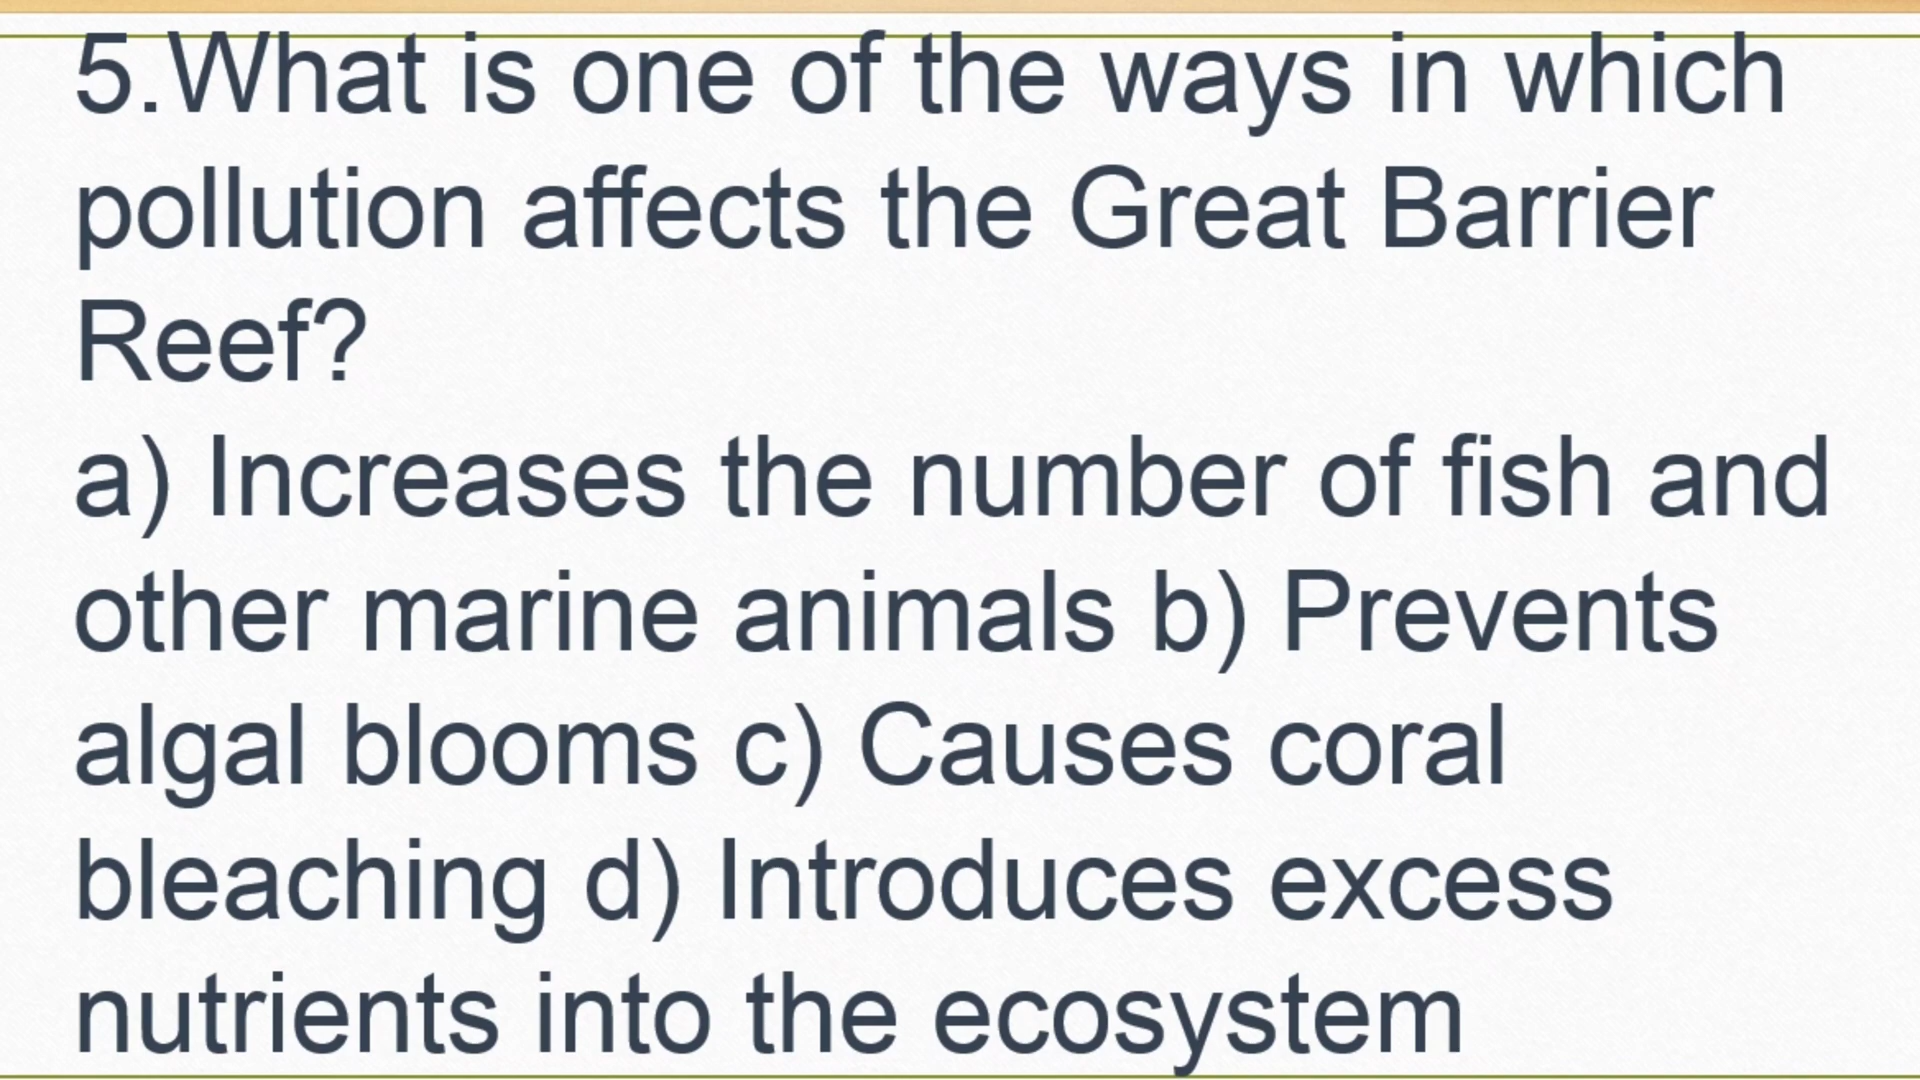 5.What is one of the ways in which
pollution affects the Great Barrier
Reef?
a) Increases the number of fish and
other marine animals b) Prevents
algal blooms c) Causes coral
bleaching d) Introduces excess
nutrients into the ecosystem